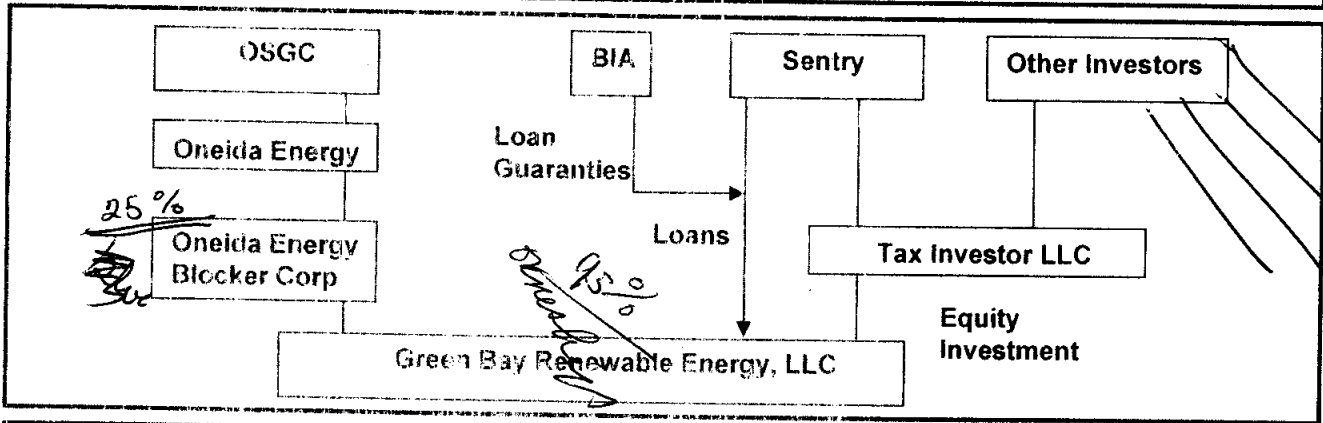 OSGC
BIA
Sentry
Other Investors
Oneida Energy
Loan
Guaranties
25 %
Oneida Energy
Blocker Corp
Loans
95 %
Tax Investor LLC
Equity
Investment
Green Bay Renewable Energy, LLC